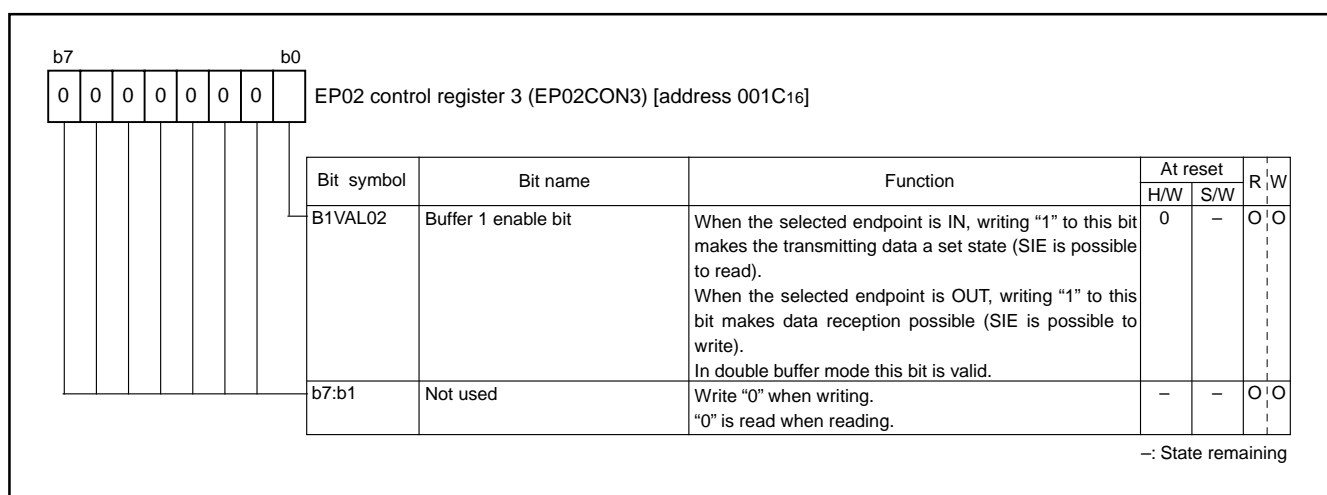 b7 b0
0 0 0 0 0 0 0 EP02 control register 3 (EP02CON3) [address 001C16]
Bit symbol Bit name Function At reset R W
H/W S/W
B1VAL02 Buffer 1 enable bit When the selected endpoint is IN, writing “1” to this bit 0 – O O
makes the transmitting data a set state (SIE is possible
to read).
When the selected endpoint is OUT, writing “1” to this
bit makes data reception possible (SIE is possible to
write).
In double buffer mode this bit is valid.
b7:b1 Not used Write “0” when writing. – – O O
“0” is read when reading.
–: State remaining